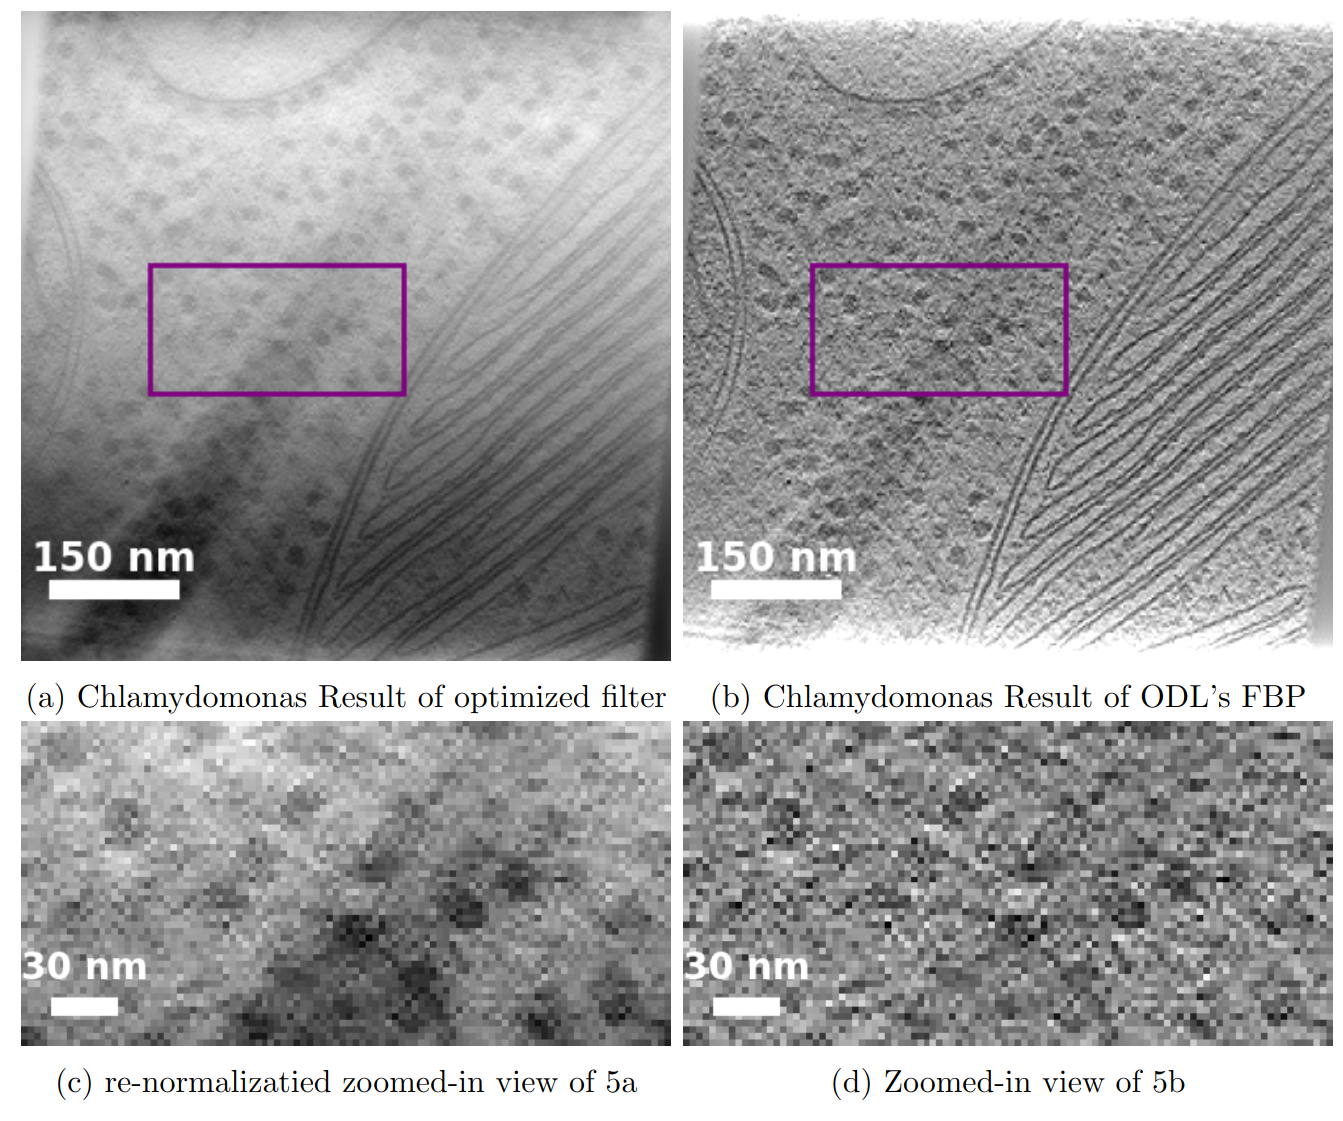 150 nm
150 nm
(a) Chlamydomonas Result of optimized filter
(b) Chlamydomonas Result of ODL's FBP
30 nm
30 nm
(c) re-normalizatied zoomed-in view of 5a
(d) Zoomed-in view of 5b